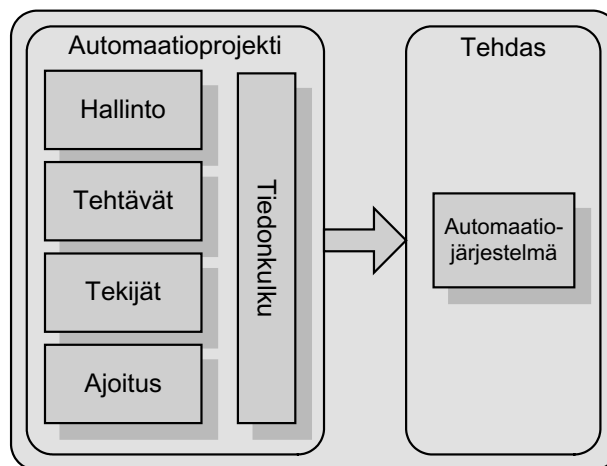 Automaatioprojekti
Hallinto
Tehtävät
Tekijät
Ajoitus
Tiedonkulku
Tehdas
Automaatio-
järjestelmä